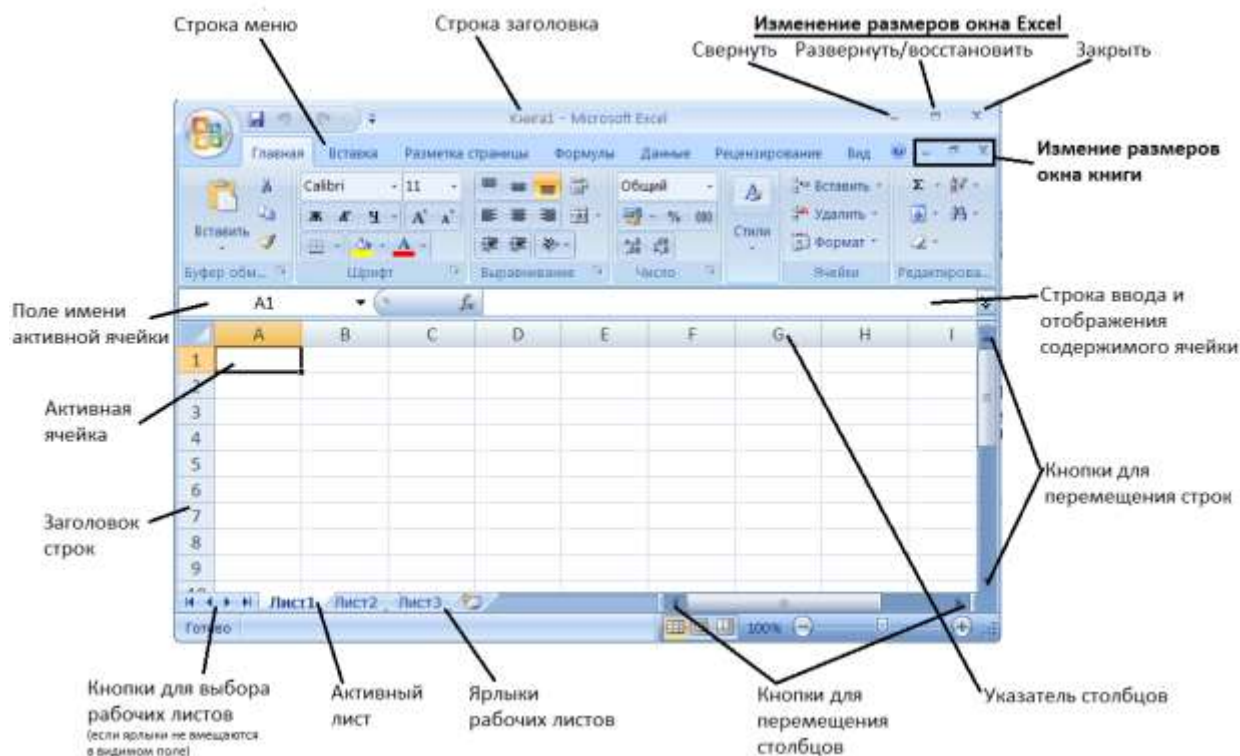 Строка меню
Строка заголовка
Изменение размеров окна Excel
Свернуть
Развернуть/восстановить
Закрыть
Книга1 - Microsoft Excel
Главная
Вставка
Разметка страницы
Формулы
Данные
Рецензирование
Вид
Измение размеров
окна книги
Calibri
11
Общий
Вставить
Ж К Ч
% 000
Стили
Вставить
Удалить
Формат
Буфер обм...
Шрифт
Выравнивание
Число
Ячейки
Редактирова...
Поле имени
активной ячейки
A1
fx
Строка ввода и
отображения
содержимого ячейки
A B C D E F G H I
1
2
3
4
5
6
7
8
9
Активная
ячейка
Заголовок
строк
Кнопки для
перемещения строк
Лист1
Лист2
Лист3
Готово
100%
Кнопки для выбора
рабочих листов
(если ярлыки не вмещаются
в видимом поле)
Активный
лист
Ярлыки
рабочих листов
Кнопки для
перемещения
столбцов
Указатель столбцов